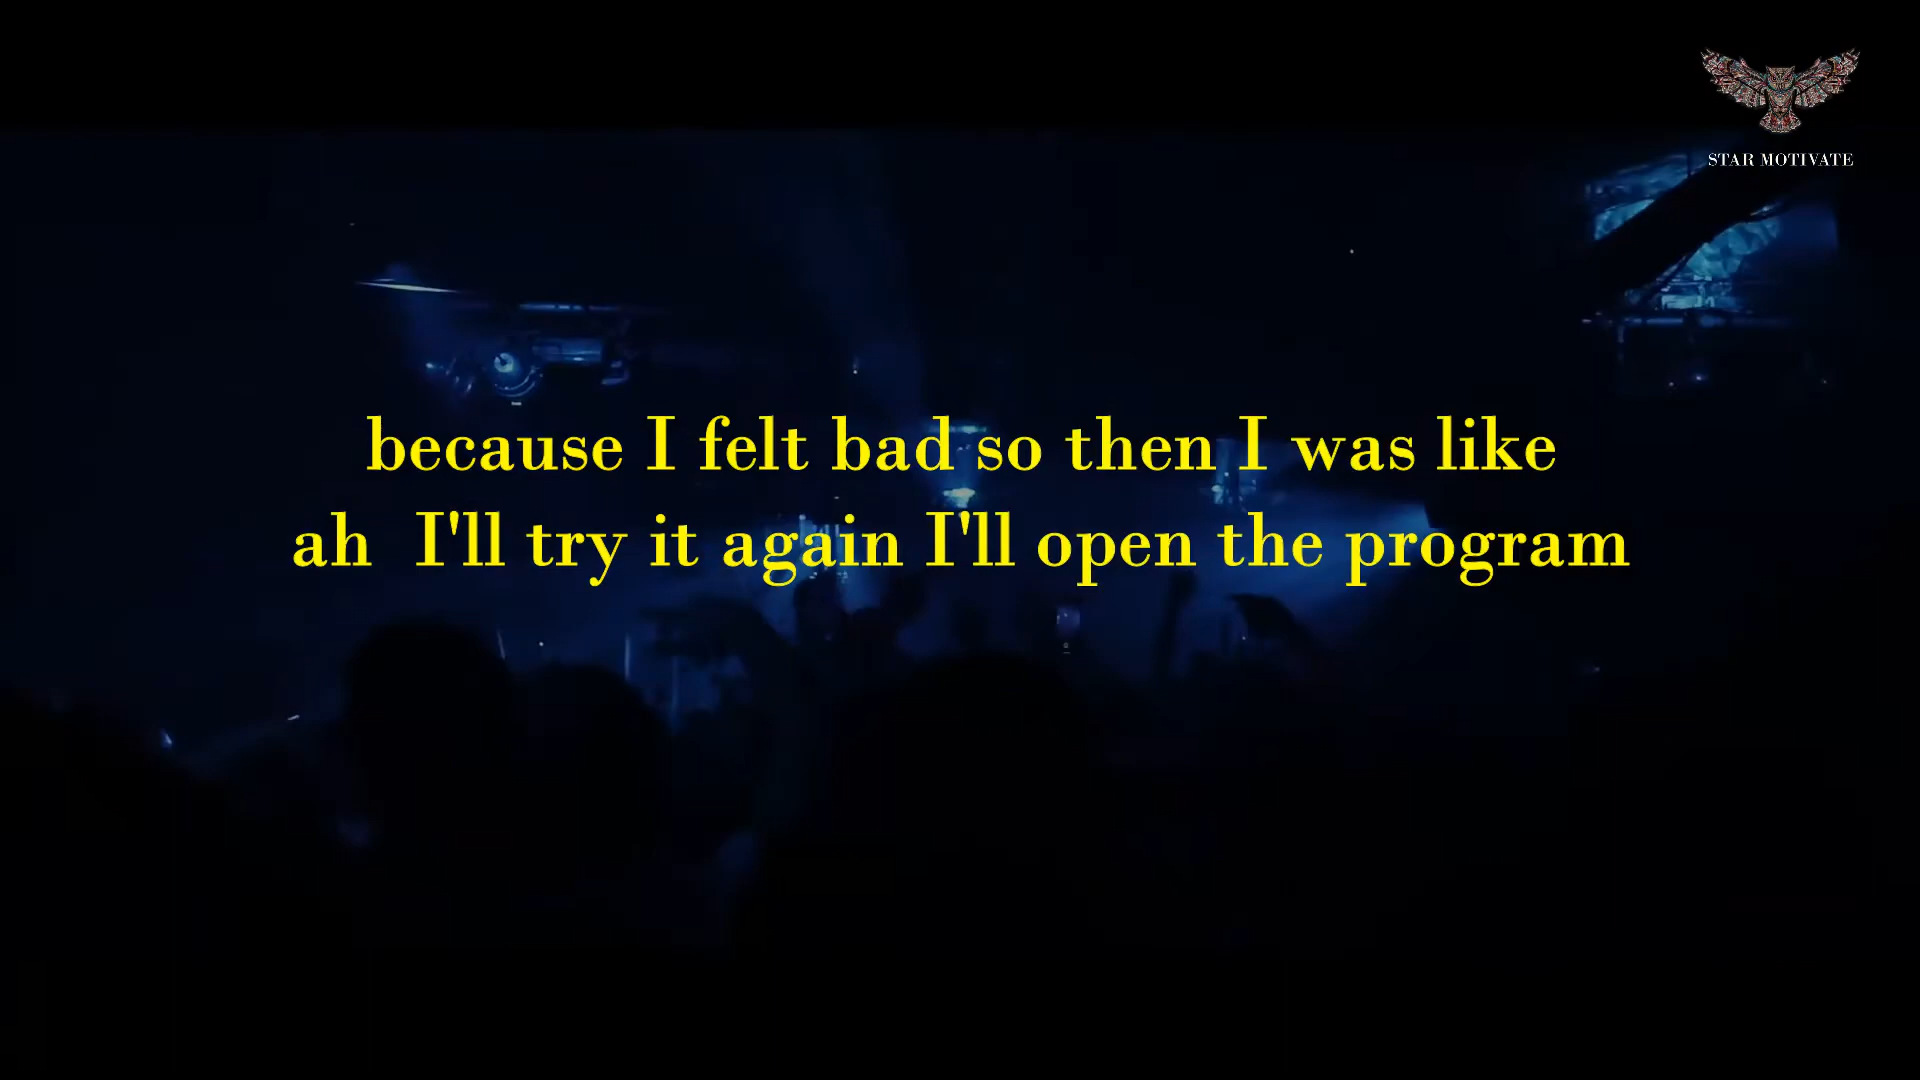 STAR MOTIVATE
because I felt bad so then I was like
ah  I'll try it again I'll open the program